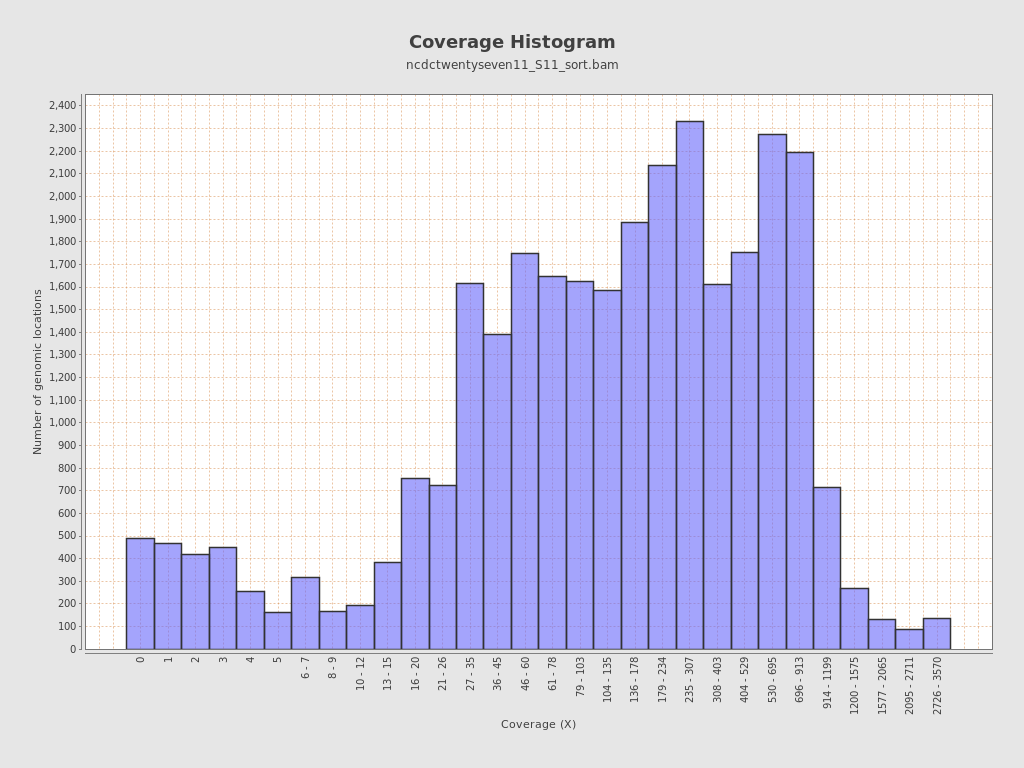 Coverage Histogram
ncdctwentyseven11_S11_sort.bam
Number of genomic locations
2,400
2,300
2,200
2,100
2,000
1,900
1,800
1,700
1,600
1,500
1,400
1,300
1,200
1,100
1,000
900
800
700
600
500
400
300
200
100
0
0
1
2
3
4
5
6 - 7
8 - 9
10 - 12
13 - 15
16 - 20
21 - 26
27 - 35
36 - 45
46 - 60
61 - 78
79 - 103
104 - 135
136 - 178
179 - 234
235 - 307
308 - 403
404 - 529
530 - 695
696 - 913
914 - 1199
1200 - 1575
1577 - 2065
2095 - 2711
2726 - 3570
Coverage (X)